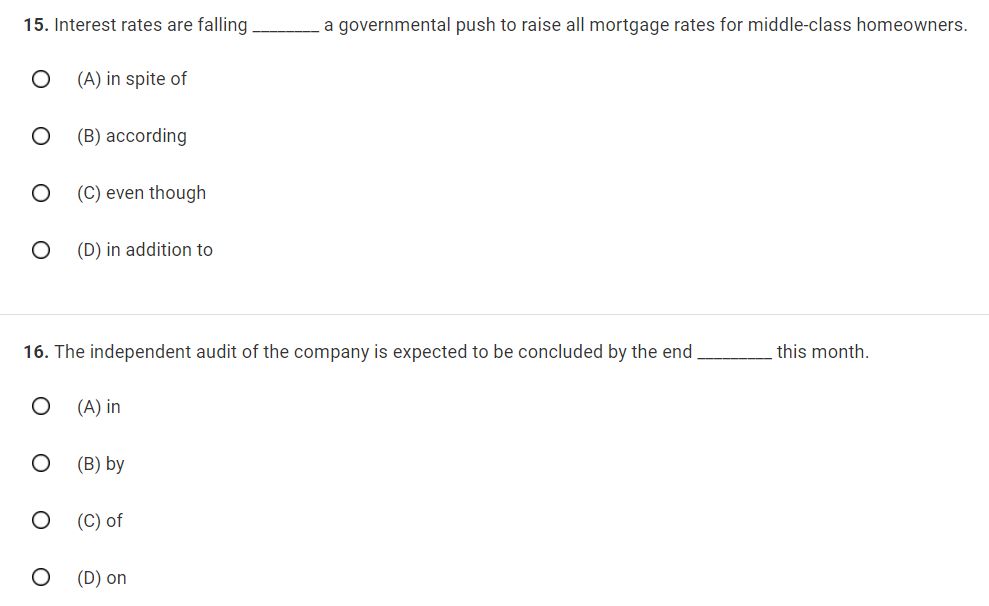 15. Interest rates are falling ________ a governmental push to raise all mortgage rates for middle-class homeowners.
(A) in spite of
(B) according
(C) even though
(D) in addition to
16. The independent audit of the company is expected to be concluded by the end _________ this month.
(A) in
(B) by
(C) of
(D) on